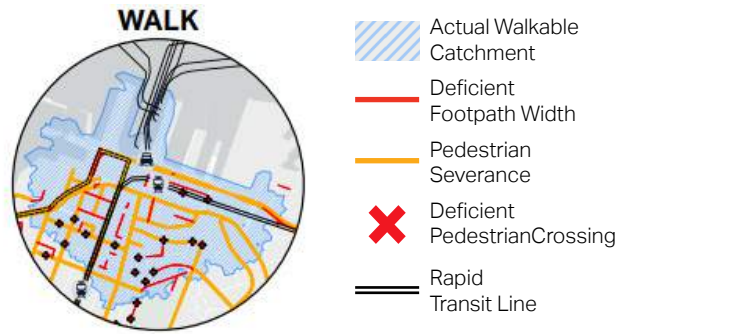 WALK
Actual Walkable
Catchment
Deficient
Footpath Width
Pedestrian
Severance
Deficient
PedestrianCrossing
Rapid
Transit Line